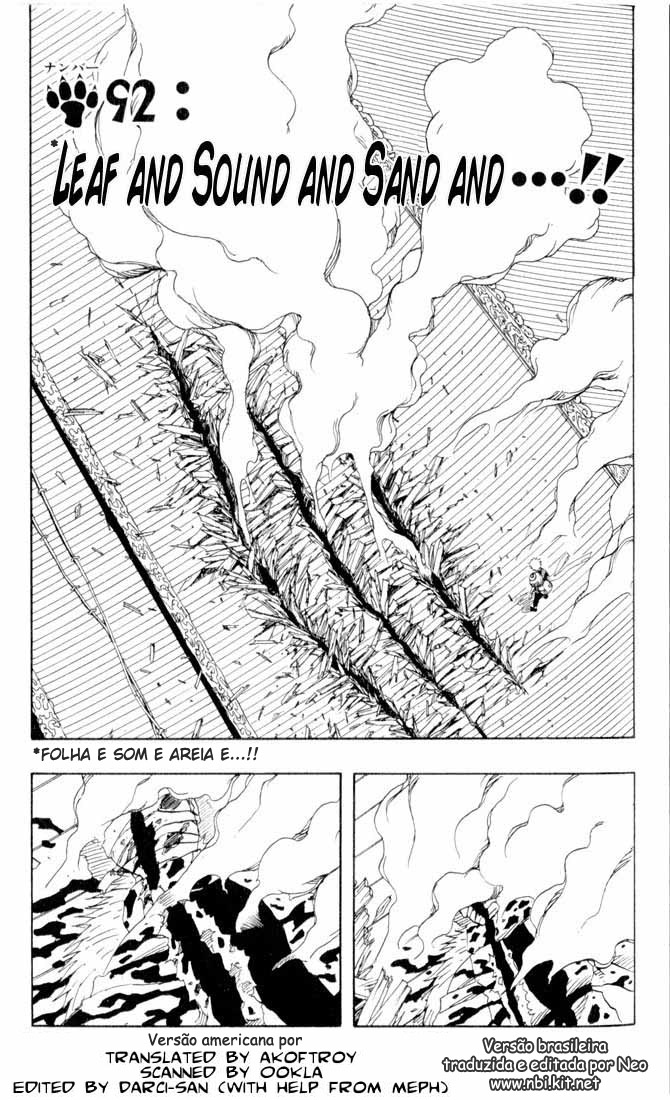 ナンバー
92:
*LEAF AND SOUND AND SAND AND...!!
*FOLHA E SOM E AREIA E...!!
Versão americana por
TRANSLATED BY AKOFTROY
SCANNED BY OOKLA
EDITED BY DARCI-SAN (WITH HELP FROM MEPH)
Versão brasileira
traduzida e editada por Neo
www.nbi.kit.net